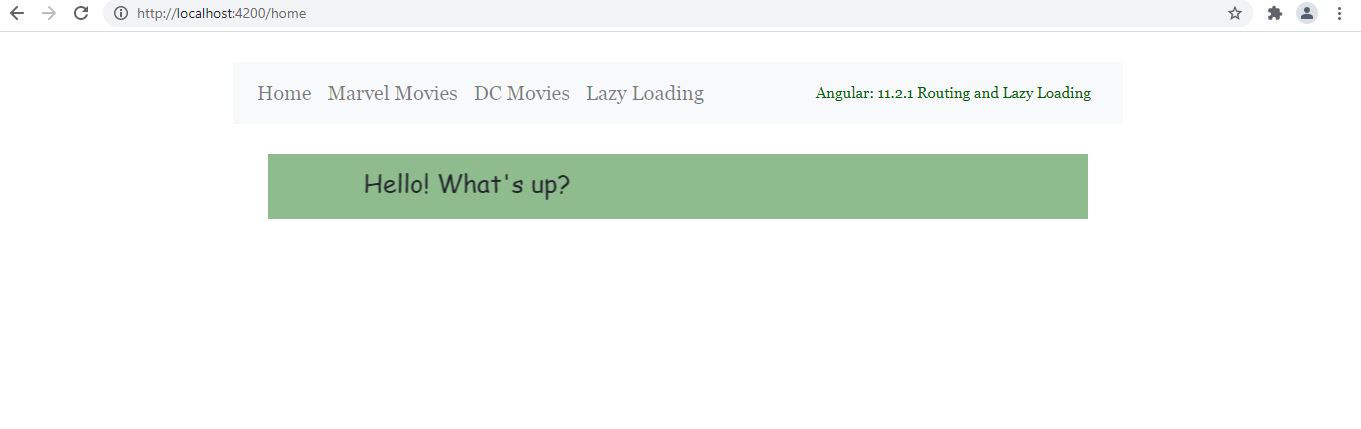 http://localhost:4200/home
Home Marvel Movies DC Movies Lazy Loading Angular: 11.2.1 Routing and Lazy Loading
Hello! What's up?